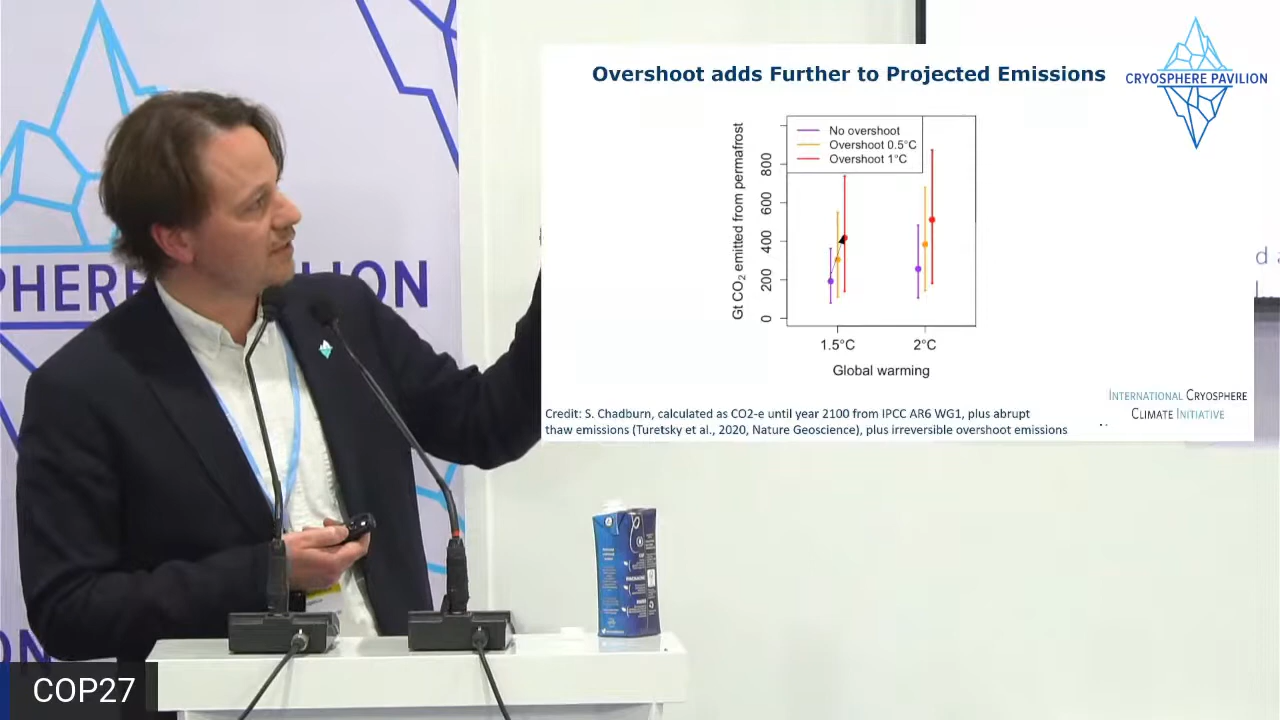 Overshoot adds Further to Projected Emissions
CRYOSPHERE PAVILION
No overshoot
Overshoot 0.5°C
Overshoot 1°C
Gt CO2 emitted from permafrost
800
600
400
200
0
1.5°C
2°C
Global warming
INTERNATIONAL CRYOSPHERE
CLIMATE INITIATIVE
Credit: S. Chadburn, calculated as CO2-e until year 2100 from IPCC AR6 WG1, plus abrupt
thaw emissions (Turetsky et al., 2020, Nature Geoscience), plus irreversible overshoot emissions
PHERE PAVILION
ON
d a
COP27